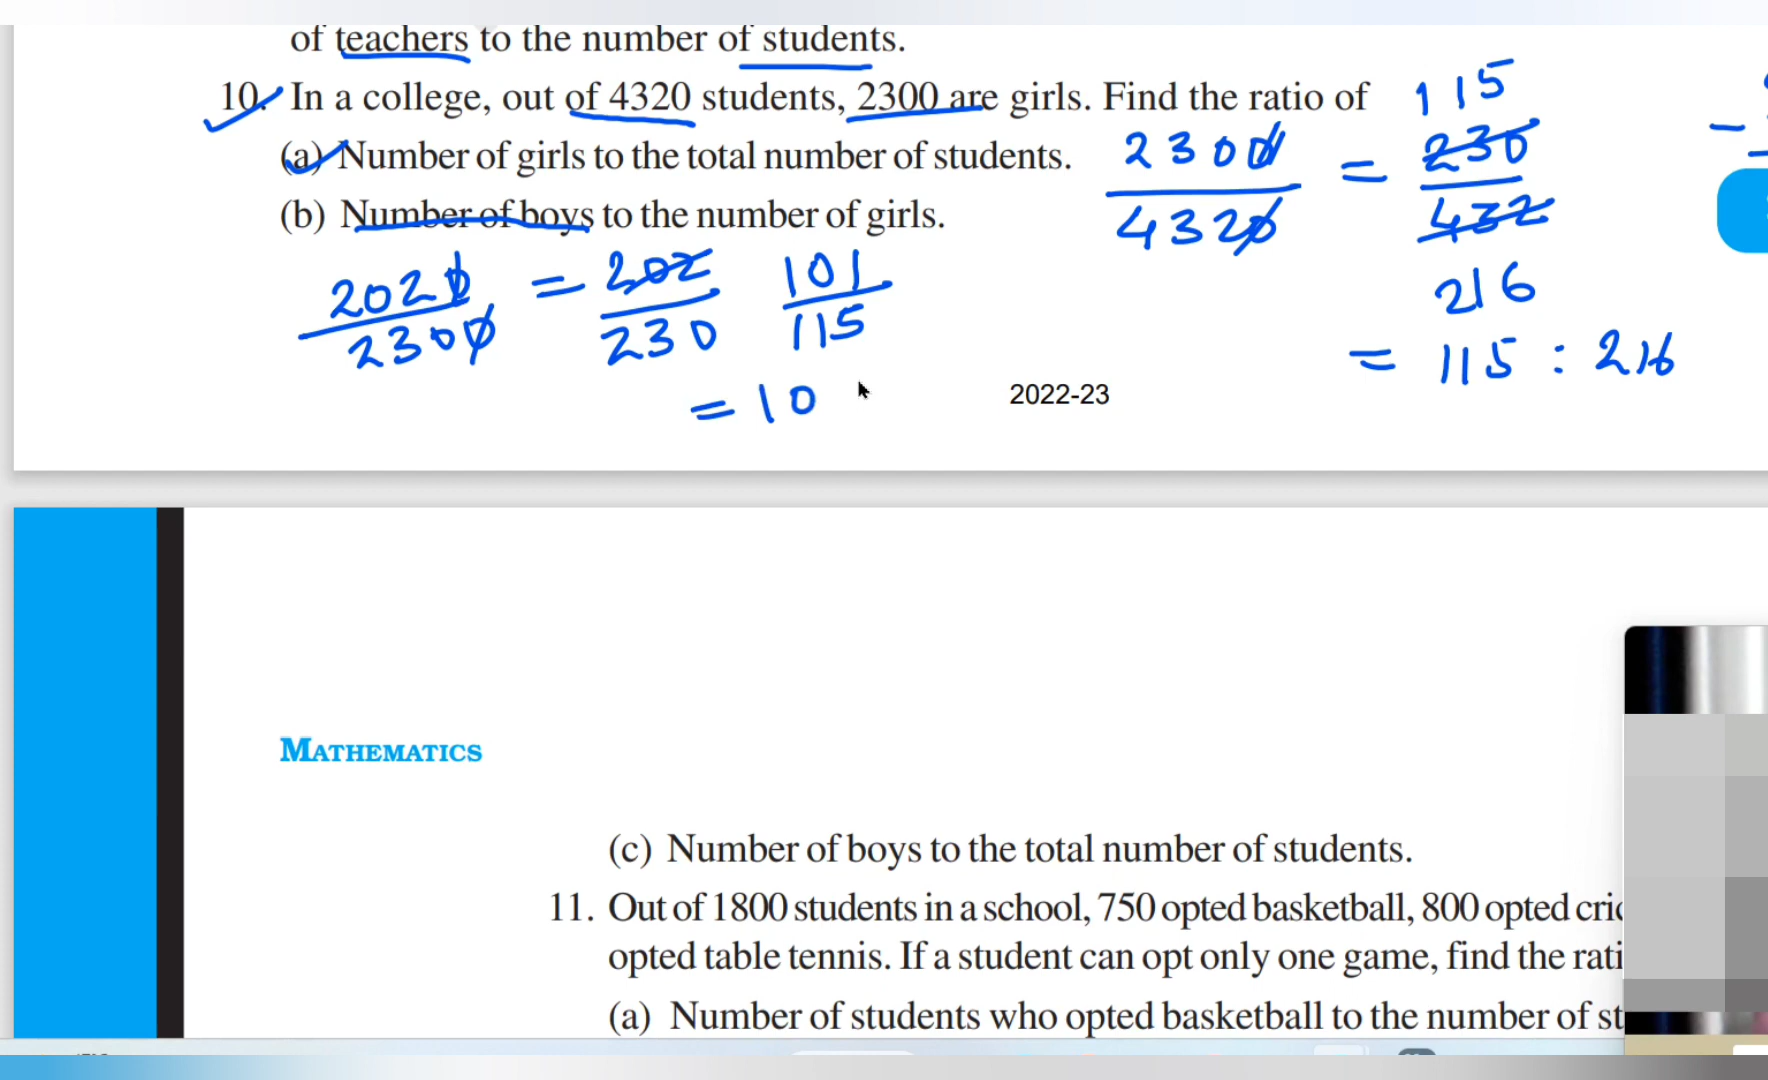 of teachers to the number of students.
10. In a college, out of 4320 students, 2300 are girls. Find the ratio of
(a) Number of girls to the total number of students.
(b) Number of boys to the number of girls.
115
2300 = 230
4320 432
216
= 115 : 216
2020 = 202 101
2300 230 115
= 10
2022-23
MATHEMATICS
(c) Number of boys to the total number of students.
11. Out of 1800 students in a school, 750 opted basketball, 800 opted
opted table tennis. If a student can opt only one game, find the
(a) Number of students who opted basketball to the number of